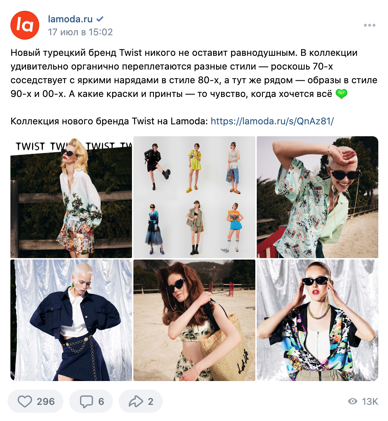 la
lamoda.ru
17 июл в 15:02
Новый турецкий бренд Twist никого не оставит равнодушным. В коллекции
удивительно органично переплетаются разные стили — роскошь 70-х
соседствует с яркими нарядами в стиле 80-х, а тут же рядом — образы в стиле
90-х и 00-х. А какие краски и принты — то чувство, когда хочется всё 💚
Коллекция нового бренда Twist на Lamoda: https://lamoda.ru/s/QnAz81/
TWIST TWIST TWIST TWIST
296
6
2
13K